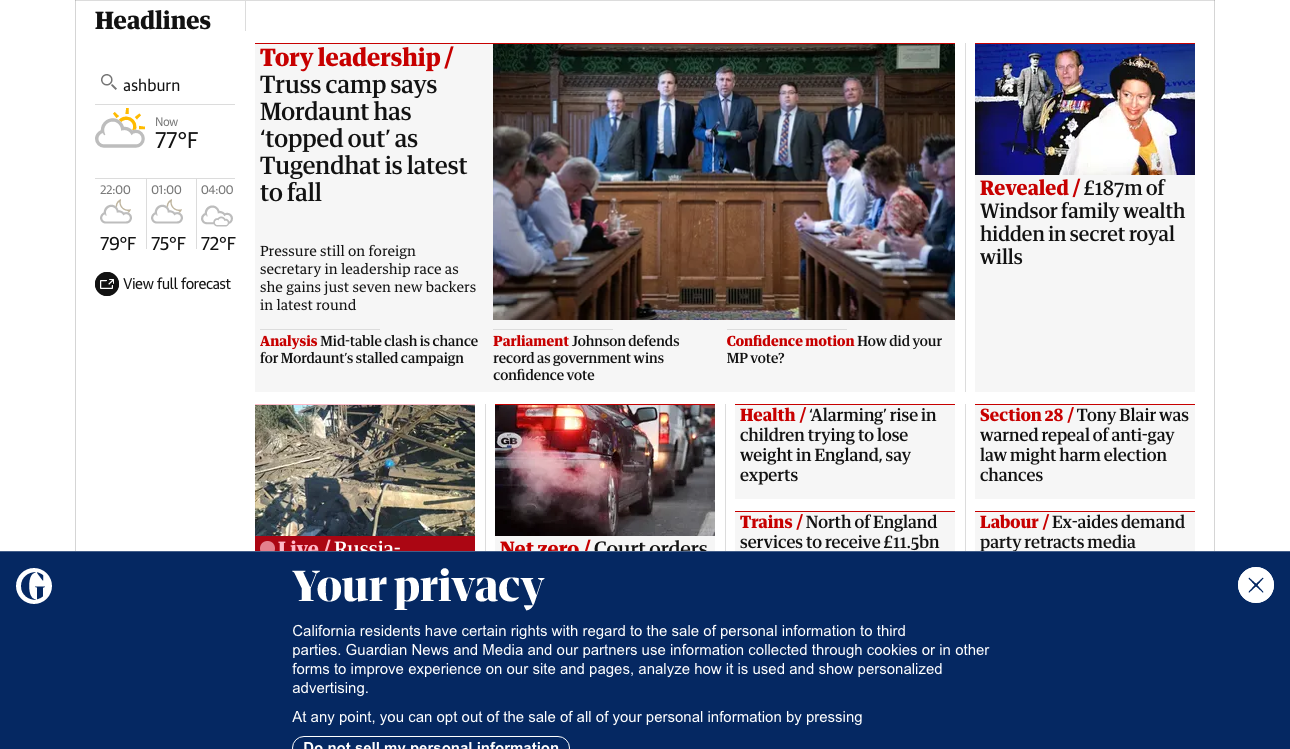 Headlines
ashburn
Now
77°F
22:00
01:00
04:00
79°F
75°F
72°F
View full forecast
Tory leadership /
Truss camp says
Mordaunt has
‘topped out’ as
Tugendhat is latest
to fall
Pressure still on foreign
secretary in leadership race as
she gains just seven new backers
in latest round
Analysis Mid-table clash is chance
for Mordaunt’s stalled campaign
Parliament Johnson defends
record as government wins
confidence vote
Confidence motion How did your
MP vote?
Revealed / £187m of
Windsor family wealth
hidden in secret royal
wills
Live / Russia-
GB
Net zero / Court orders
Health / ‘Alarming’ rise in
children trying to lose
weight in England, say
experts
Trains / North of England
services to receive £11.5bn
Section 28 / Tony Blair was
warned repeal of anti-gay
law might harm election
chances
Labour / Ex-aides demand
party retracts media
Your privacy
California residents have certain rights with regard to the sale of personal information to third
parties. Guardian News and Media and our partners use information collected through cookies or in other
forms to improve experience on our site and pages, analyze how it is used and show personalized
advertising.
At any point, you can opt out of the sale of all of your personal information by pressing
Do not sell my personal information